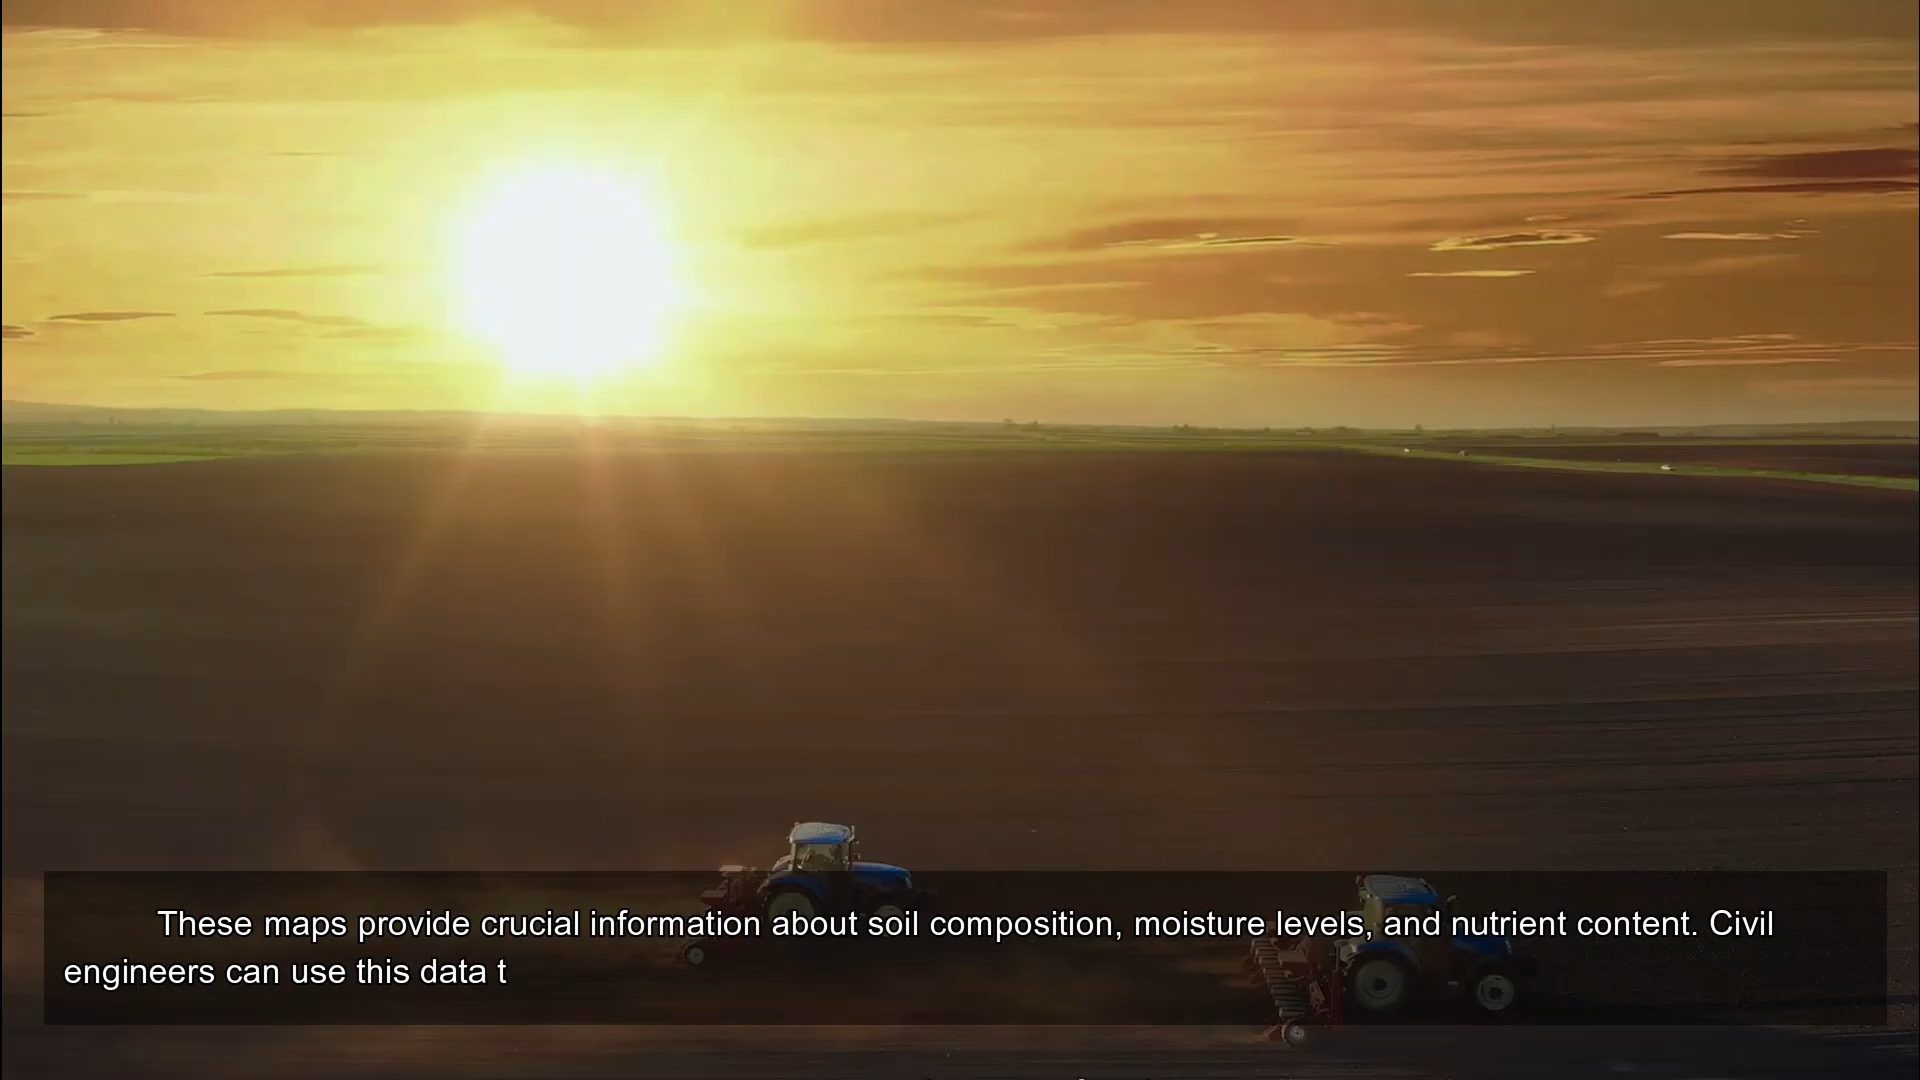 These maps provide crucial information about soil composition, moisture levels, and nutrient content. Civil
engineers can use this data t